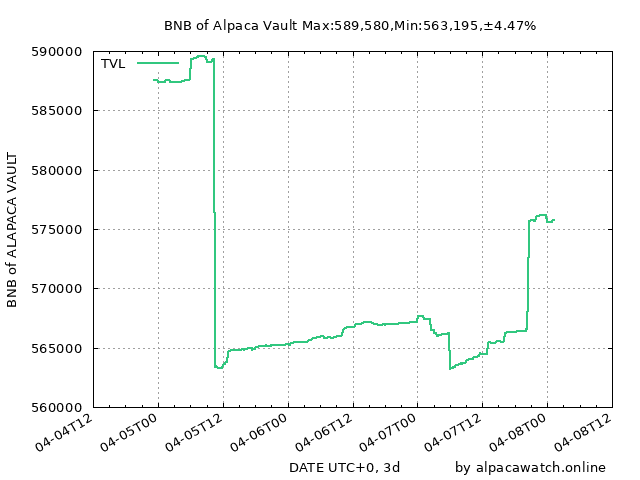 BNB of Alpaca Vault Max:589,580,Min:563,195,±4.47%
TVL
590000
585000
580000
575000
570000
565000
560000
BNB of ALAPACA VAULT
04-04T12
04-05T00
04-05T12
04-06T00
04-06T12
04-07T00
04-07T12
04-08T00
04-08T12
DATE UTC+0, 3d
by alpacawatch.online